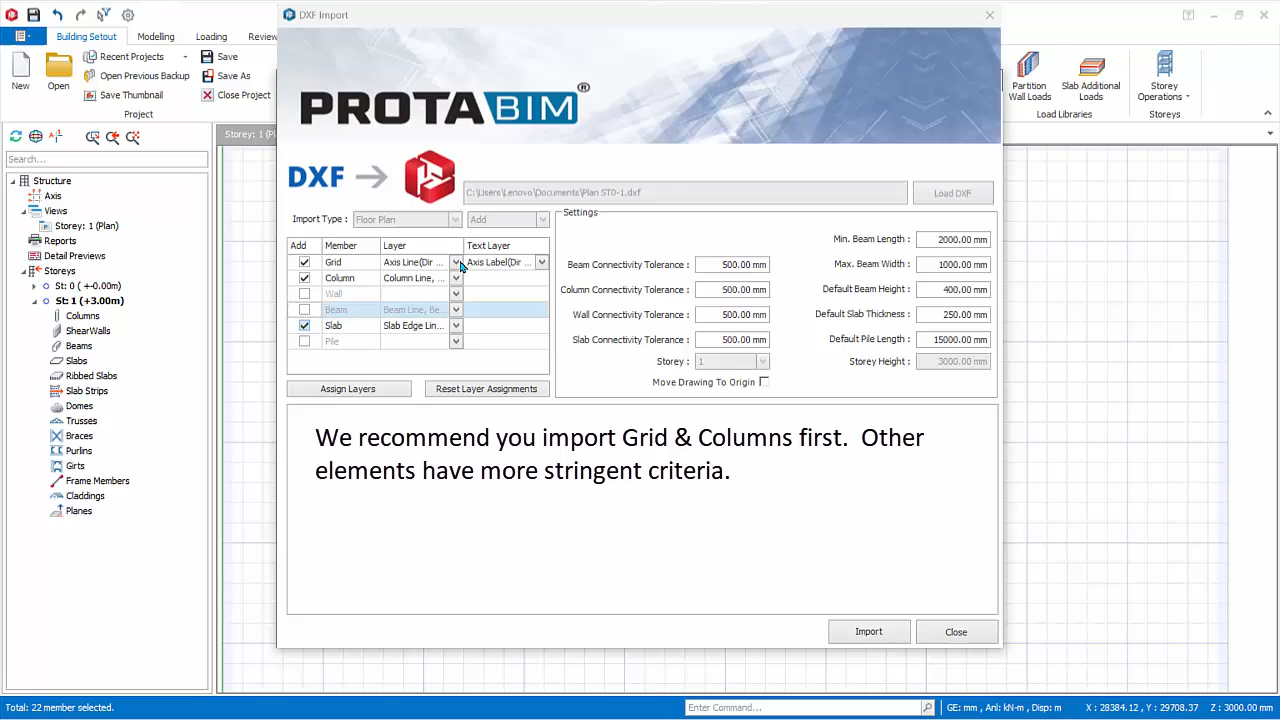 DXF Import
Building Setout
Modelling
Loading
Review
New
Open
Recent Projects
Open Previous Backup
Save Thumbnail
Save
Save As
Close Project
Project
Partition
Wall Loads
Slab Additional
Loads
Load Libraries
Storey
Operations
Storeys
PROTABIM®
DXF
C:\Users\Lenovo\Documents\Plan ST0-1.dxf
Load DXF
Import Type :
Floor Plan
Add
Add
Member
Layer
Text Layer
Grid
Axis Line(Dir ...
Axis Label(Dir ...
Column
Column Line, ...
Wall
Beam
Beam Line, Be...
Slab
Slab Edge Lin...
Pile
Assign Layers
Reset Layer Assignments
Settings
Beam Connectivity Tolerance :
500.00 mm
Column Connectivity Tolerance :
500.00 mm
Wall Connectivity Tolerance :
500.00 mm
Slab Connectivity Tolerance :
500.00 mm
Storey :
1
Move Drawing To Origin
Min. Beam Length :
2000.00 mm
Max. Beam Width :
1000.00 mm
Default Beam Height :
400.00 mm
Default Slab Thickness :
250.00 mm
Default Pile Length :
15000.00 mm
Storey Height :
3000.00 mm
We recommend you import Grid & Columns first. Other
elements have more stringent criteria.
Import
Close
Storey: 1 (Pl
Search...
Structure
Axis
Views
Storey: 1 (Plan)
Reports
Detail Previews
Storeys
St: 0 ( +-0.00m)
St: 1 (+3.00m)
Columns
ShearWalls
Beams
Slabs
Ribbed Slabs
Slab Strips
Domes
Trusses
Braces
Purlins
Girts
Frame Members
Claddings
Planes
Total: 22 member selected.
Enter Command...
GE: mm , Anl: kN-m , Disp: m
X : 28384.12 , Y : 29708.37
Z : 3000.00 mm